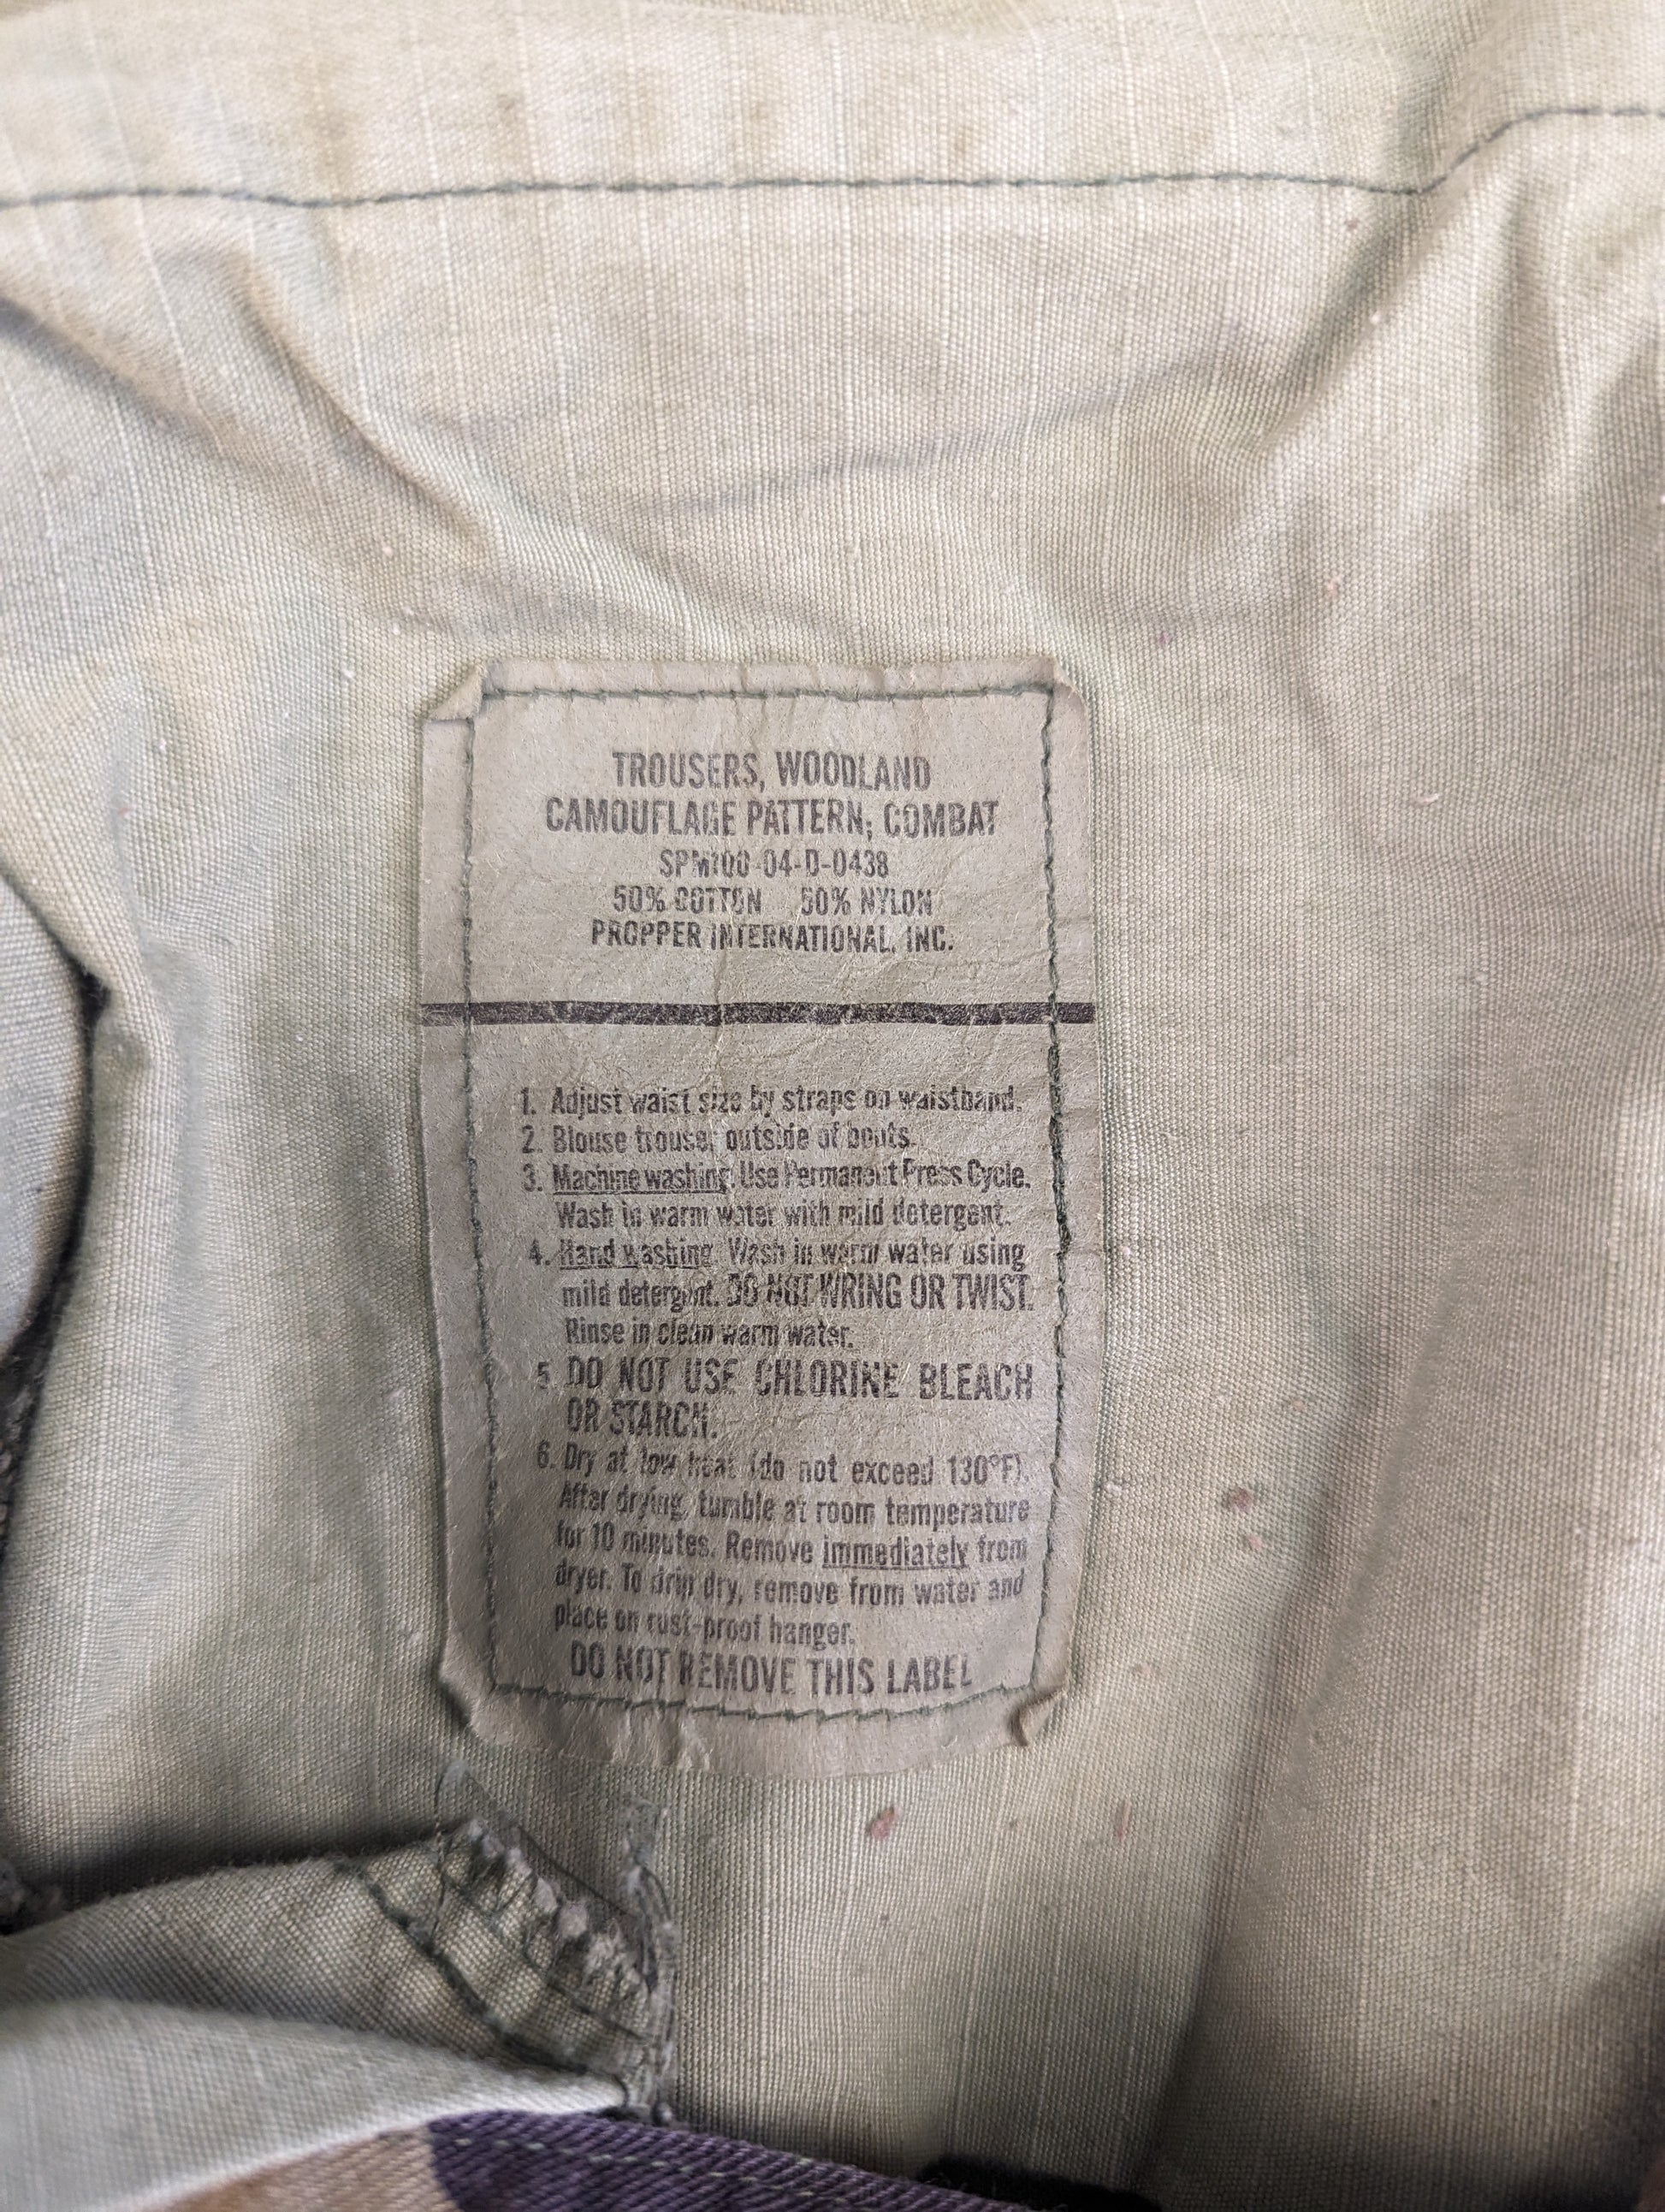 TROUSERS, WOODLAND
CAMOUFLAGE PATTERN; COMBAT
SPM100-04-D-0438
50% COTTON 50% NYLON
PROPPER INTERNATIONAL, INC.
1. Adjust waist size by straps on waistband.
2. Blouse trouser outside of boots.
3. Machine washing: Use Permanent Press Cycle.
Wash in warm water with mild detergent.
4. Hand washing: Wash in warm water using
mild detergent. DO NOT WRING OR TWIST.
Rinse in clean warm water.
5 DO NOT USE CHLORINE BLEACH
OR STARCH.
6. Dry at low heat (do not exceed 130°F).
After drying, tumble at room temperature
for 10 minutes. Remove immediately from
dryer. To drip dry, remove from water and
place on rust-proof hanger.
DO NOT REMOVE THIS LABEL